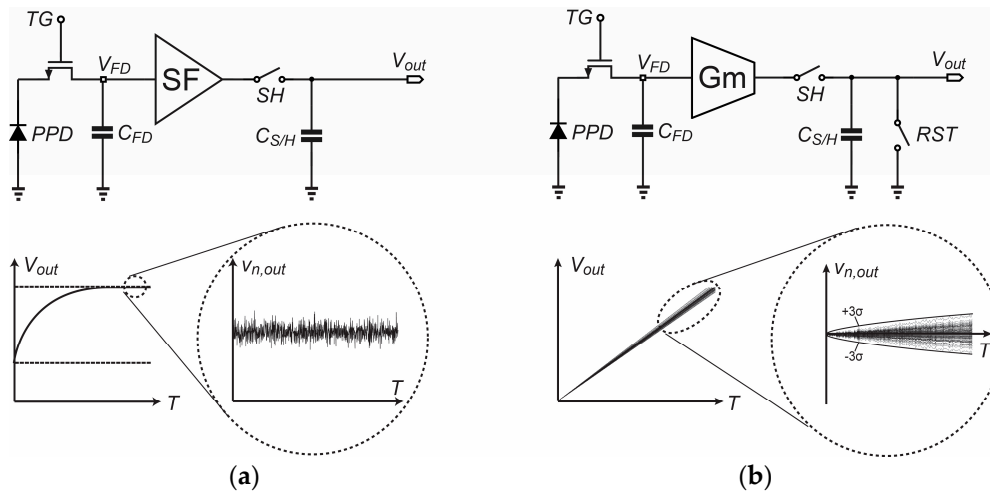 TG
V_FD
SF
SH
V_out
PPD
C_FD
C_S/H
V_out
T
v_n,out
T
(a)
TG
V_FD
Gm
SH
V_out
PPD
C_FD
C_S/H
RST
V_out
T
v_n,out
+3σ
-3σ
T
(b)